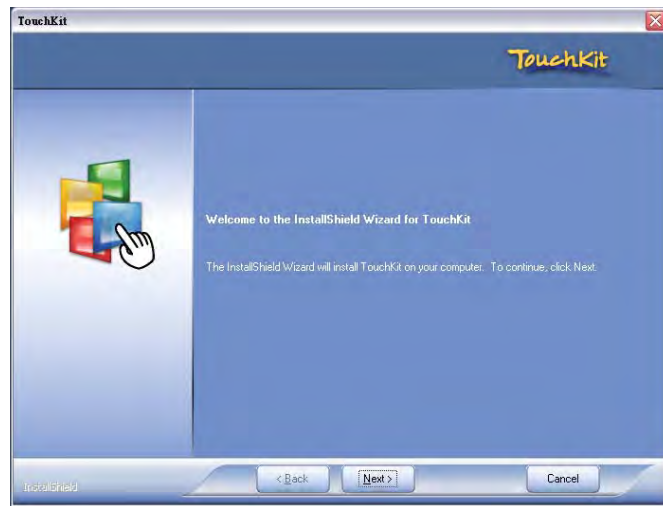 TouchKit
TouchKit
Welcome to the InstallShield Wizard for TouchKit
The InstallShield Wizard will install TouchKit on your computer. To continue, click Next.
InstallShield
< Back
Next >
Cancel